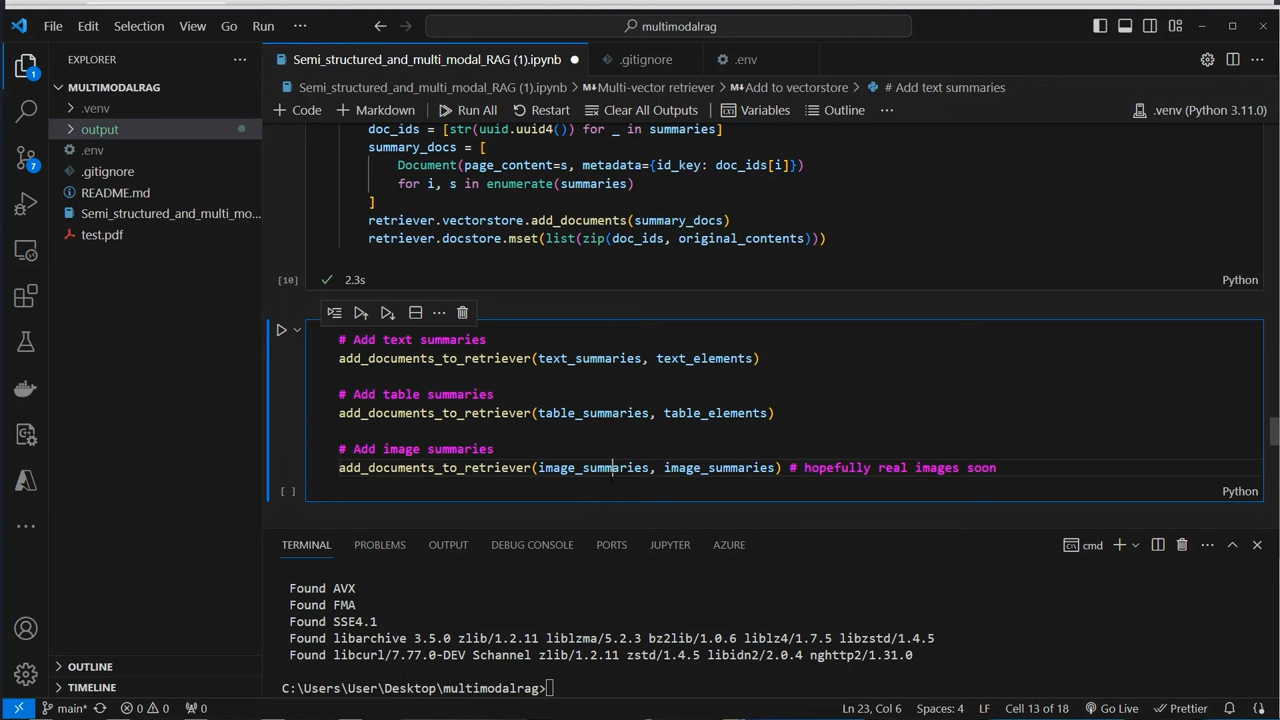 File Edit Selection View Go Run ··· multimodalrag
EXPLORER ···
MULTIMODALRAG
.venv
output
.env
.gitignore
README.md
Semi_structured_and_multi_mo...
test.pdf
OUTLINE
TIMELINE
1
7
Semi_structured_and_multi_modal_RAG (1).ipynb .gitignore .env
Semi_structured_and_multi_modal_RAG (1).ipynb > Multi-vector retriever > Add to vectorstore > # Add text summaries
+ Code + Markdown Run All Restart Clear All Outputs Variables Outline ··· .venv (Python 3.11.0)
doc_ids = [str(uuid.uuid4()) for _ in summaries]
summary_docs = [
Document(page_content=s, metadata={id_key: doc_ids[i]})
for i, s in enumerate(summaries)
]
retriever.vectorstore.add_documents(summary_docs)
retriever.docstore.mset(list(zip(doc_ids, original_contents)))
[10] 2.3s Python
# Add text summaries
add_documents_to_retriever(text_summaries, text_elements)
# Add table summaries
add_documents_to_retriever(table_summaries, table_elements)
# Add image summaries
add_documents_to_retriever(image_summaries, image_summaries) # hopefully real images soon
[ ] Python
TERMINAL PROBLEMS OUTPUT DEBUG CONSOLE PORTS JUPYTER AZURE cmd
Found AVX
Found FMA
Found SSE4.1
Found libarchive 3.5.0 zlib/1.2.11 liblzma/5.2.3 bz2lib/1.0.6 liblz4/1.7.5 libzstd/1.4.5
Found libcurl/7.77.0-DEV Schannel zlib/1.2.11 zstd/1.4.5 libidn2/2.0.4 nghttp2/1.31.0
C:\Users\User\Desktop\multimodalrag>
main* 0 0 0 Ln 23, Col 6 Spaces: 4 LF Cell 13 of 18 Go Live Prettier